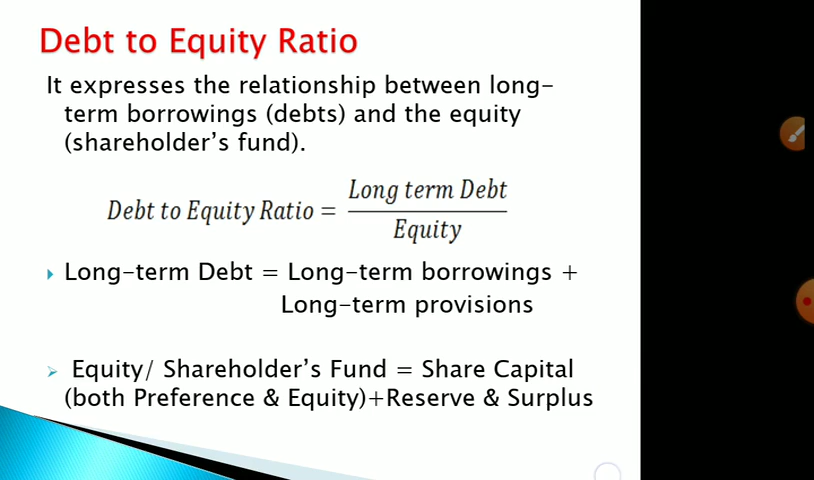 Debt to Equity Ratio
It expresses the relationship between long-
term borrowings (debts) and the equity
(shareholder's fund).
Debt to Equity Ratio = Long term Debt / Equity
Long-term Debt = Long-term borrowings +
Long-term provisions
Equity/ Shareholder's Fund = Share Capital
(both Preference & Equity)+Reserve & Surplus